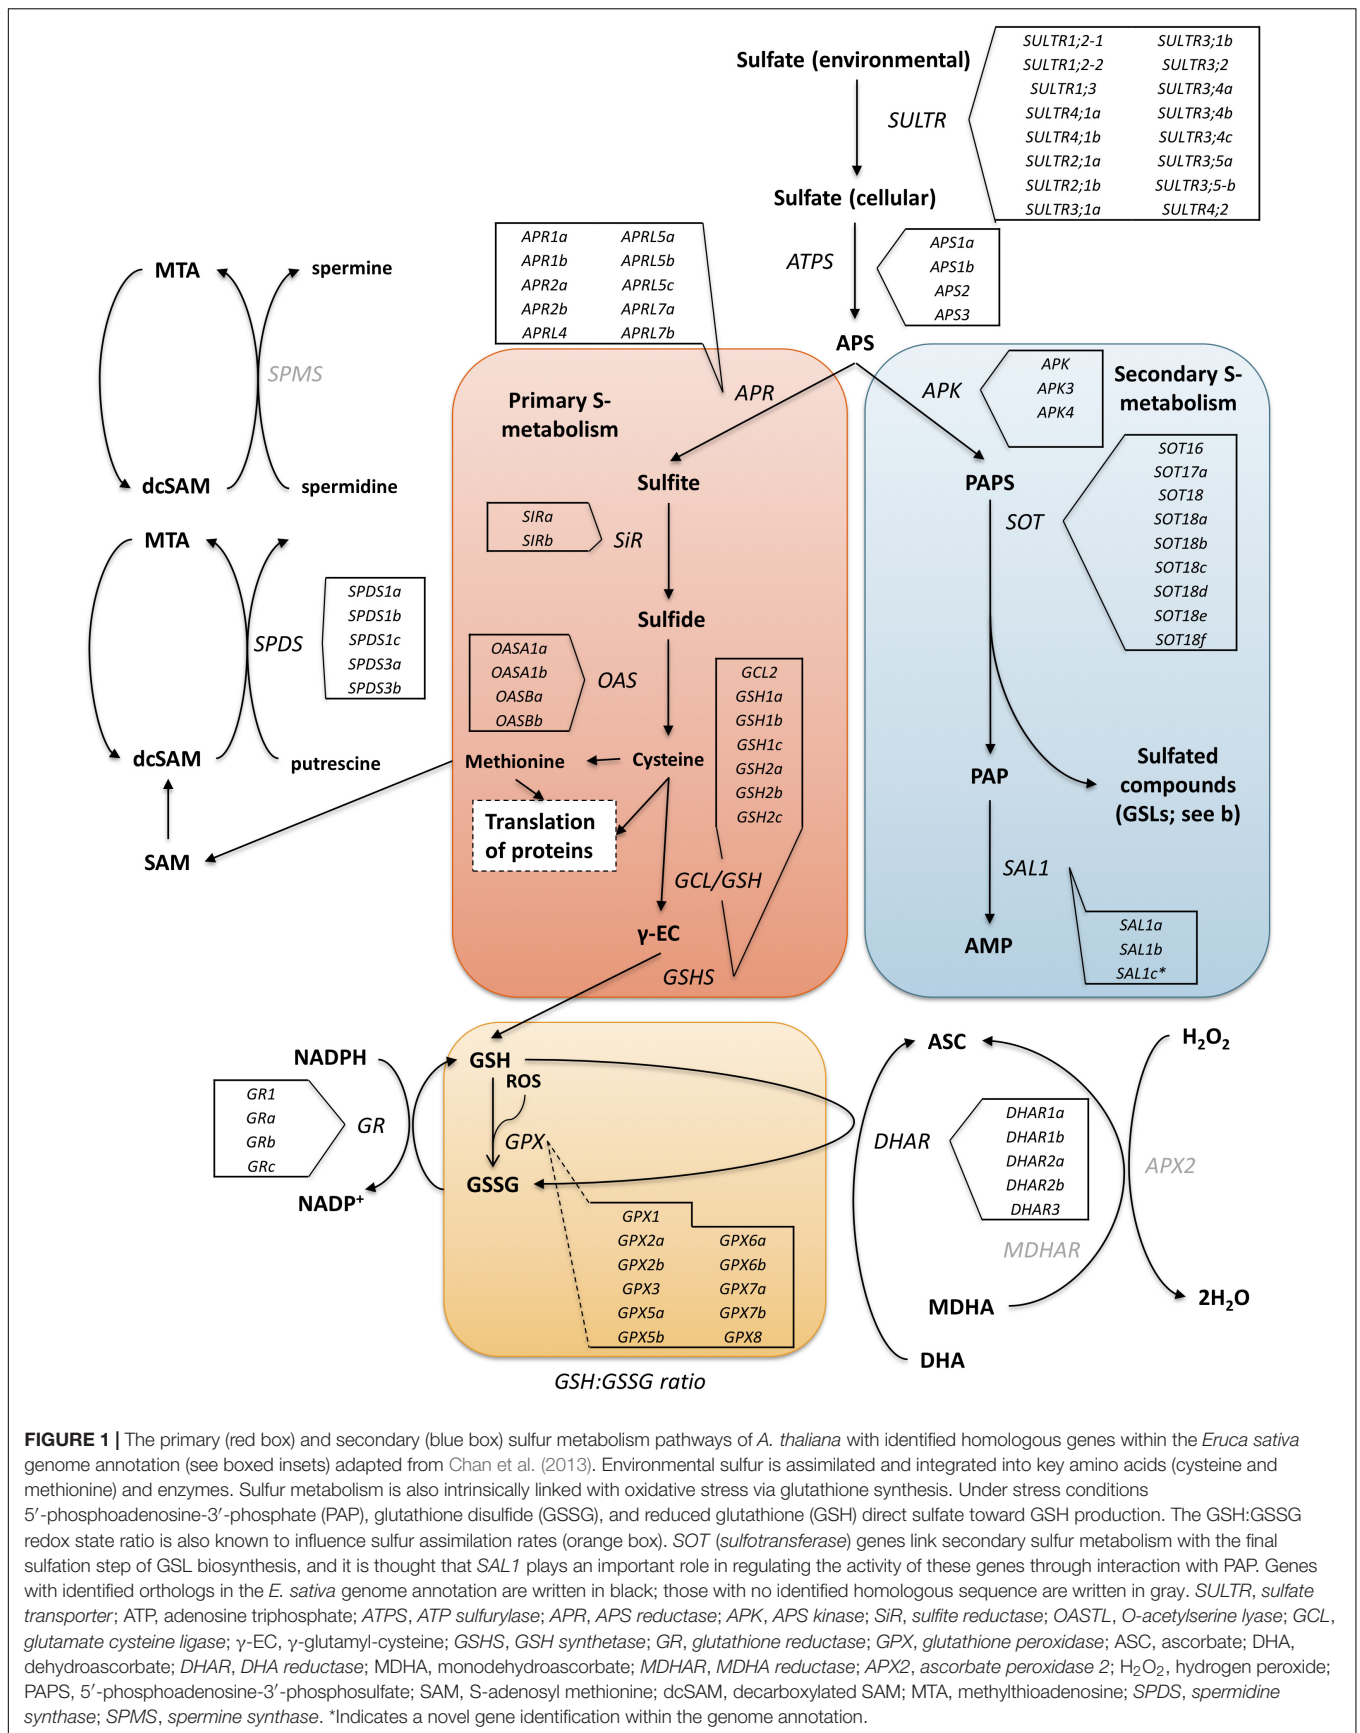 Sulfate (environmental)
SULTR
SULTR1;2-1 SULTR3;1b
SULTR1;2-2 SULTR3;2
SULTR1;3 SULTR3;4a
SULTR4;1a SULTR3;4b
SULTR4;1b SULTR3;4c
SULTR2;1a SULTR3;5a
SULTR2;1b SULTR3;5-b
SULTR3;1a SULTR4;2
Sulfate (cellular)
ATPS
APS1a
APS1b
APS2
APS3
APS
APR1a APRL5a
APR1b APRL5b
APR2a APRL5c
APR2b APRL7a
APRL4 APRL7b
MTA
spermine
SPMS
dcSAM
spermidine
MTA
SPDS
SPDS1a
SPDS1b
SPDS1c
SPDS3a
SPDS3b
dcSAM
putrescine
SAM
Primary S-
metabolism
APR
Sulfite
SIRa
SIRb
SiR
Sulfide
OASA1a
OASA1b
OASBa
OASBb
OAS
GCL2
GSH1a
GSH1b
GSH1c
GSH2a
GSH2b
GSH2c
Methionine
Cysteine
Translation
of proteins
GCL/GSH
γ-EC
GSHS
APK
APK
APK3
APK4
Secondary S-
metabolism
PAPS
SOT
SOT16
SOT17a
SOT18
SOT18a
SOT18b
SOT18c
SOT18d
SOT18e
SOT18f
PAP
Sulfated
compounds
(GSLs; see b)
SAL1
SAL1a
SAL1b
SAL1c*
AMP
NADPH
GR1
GRa
GRb
GRc
GR
NADP+
GSH
ROS
GPX
GSSG
GPX1
GPX2a GPX6a
GPX2b GPX6b
GPX3 GPX7a
GPX5a GPX7b
GPX5b GPX8
GSH:GSSG ratio
ASC
H2O2
DHAR
DHAR1a
DHAR1b
DHAR2a
DHAR2b
DHAR3
APX2
MDHAR
MDHA
2H2O
DHA
FIGURE 1 | The primary (red box) and secondary (blue box) sulfur metabolism pathways of A. thaliana with identified homologous genes within the Eruca sativa
genome annotation (see boxed insets) adapted from Chan et al. (2013). Environmental sulfur is assimilated and integrated into key amino acids (cysteine and
methionine) and enzymes. Sulfur metabolism is also intrinsically linked with oxidative stress via glutathione synthesis. Under stress conditions
5′-phosphoadenosine-3′-phosphate (PAP), glutathione disulfide (GSSG), and reduced glutathione (GSH) direct sulfate toward GSH production. The GSH:GSSG
redox state ratio is also known to influence sulfur assimilation rates (orange box). SOT (sulfotransferase) genes link secondary sulfur metabolism with the final
sulfation step of GSL biosynthesis, and it is thought that SAL1 plays an important role in regulating the activity of these genes through interaction with PAP. Genes
with identified orthologs in the E. sativa genome annotation are written in black; those with no identified homologous sequence are written in gray. SULTR, sulfate
transporter; ATP, adenosine triphosphate; ATPS, ATP sulfurylase; APR, APS reductase; APK, APS kinase; SiR, sulfite reductase; OASTL, O-acetylserine lyase; GCL,
glutamate cysteine ligase; γ-EC, γ-glutamyl-cysteine; GSHS, GSH synthetase; GR, glutathione reductase; GPX, glutathione peroxidase; ASC, ascorbate; DHA,
dehydroascorbate; DHAR, DHA reductase; MDHA, monodehydroascorbate; MDHAR, MDHA reductase; APX2, ascorbate peroxidase 2; H2O2, hydrogen peroxide;
PAPS, 5′-phosphoadenosine-3′-phosphosulfate; SAM, S-adenosyl methionine; dcSAM, decarboxylated SAM; MTA, methylthioadenosine; SPDS, spermidine
synthase; SPMS, spermine synthase. *Indicates a novel gene identification within the genome annotation.